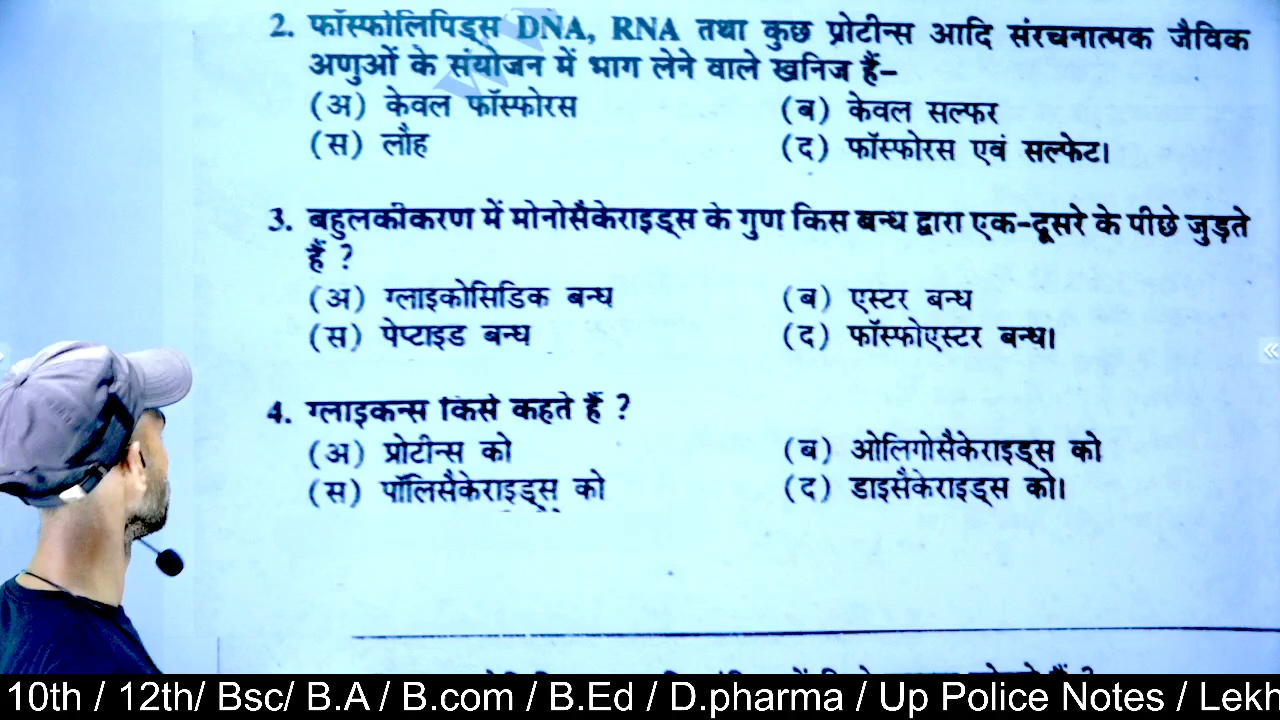 2. फॉस्फोलिपिड्स DNA, RNA तथा कुछ प्रोटीन्स आदि संरचनात्मक जैविक
अणुओं के संयोजन में भाग लेने वाले खनिज हैं–
(अ) केवल फॉस्फोरस (ब) केवल सल्फर
(स) लौह (द) फॉस्फोरस एवं सल्फेट।
3. बहुलकीकरण में मोनोसैकेराइड्स के गुण किस बन्ध द्वारा एक-दूसरे के पीछे जुड़ते
हैं ?
(अ) ग्लाइकोसिडिक बन्ध (ब) एस्टर बन्ध
(स) पेप्टाइड बन्ध (द) फॉस्फोएस्टर बन्ध।
4. ग्लाइकन्स किसे कहते हैं ?
(अ) प्रोटीन्स को (ब) ओलिगोसैकेराइड्स को
(स) पॉलिसैकेराइड्स को (द) डाइसैकेराइड्स को।
10th / 12th/ Bsc/ B.A / B.com / B.Ed / D.pharma / Up Police Notes / Lekh